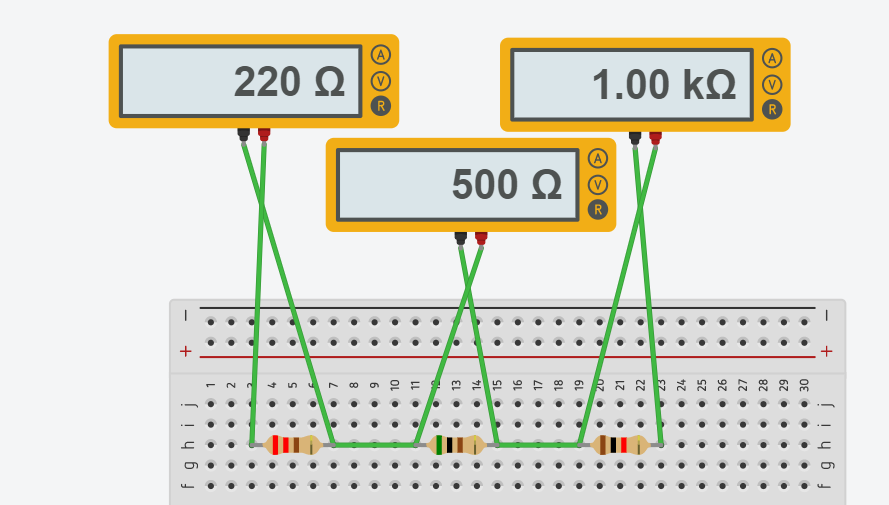 220 Ω
A
V
R
1.00 kΩ
A
V
R
500 Ω
A
V
R
− −
+ +
1 2 3 4 5 6 7 8 9 10 11 12 13 14 15 16 17 18 19 20 21 22 23 24 25 26 27 28 29 30
j j
i i
h h
g g
f f